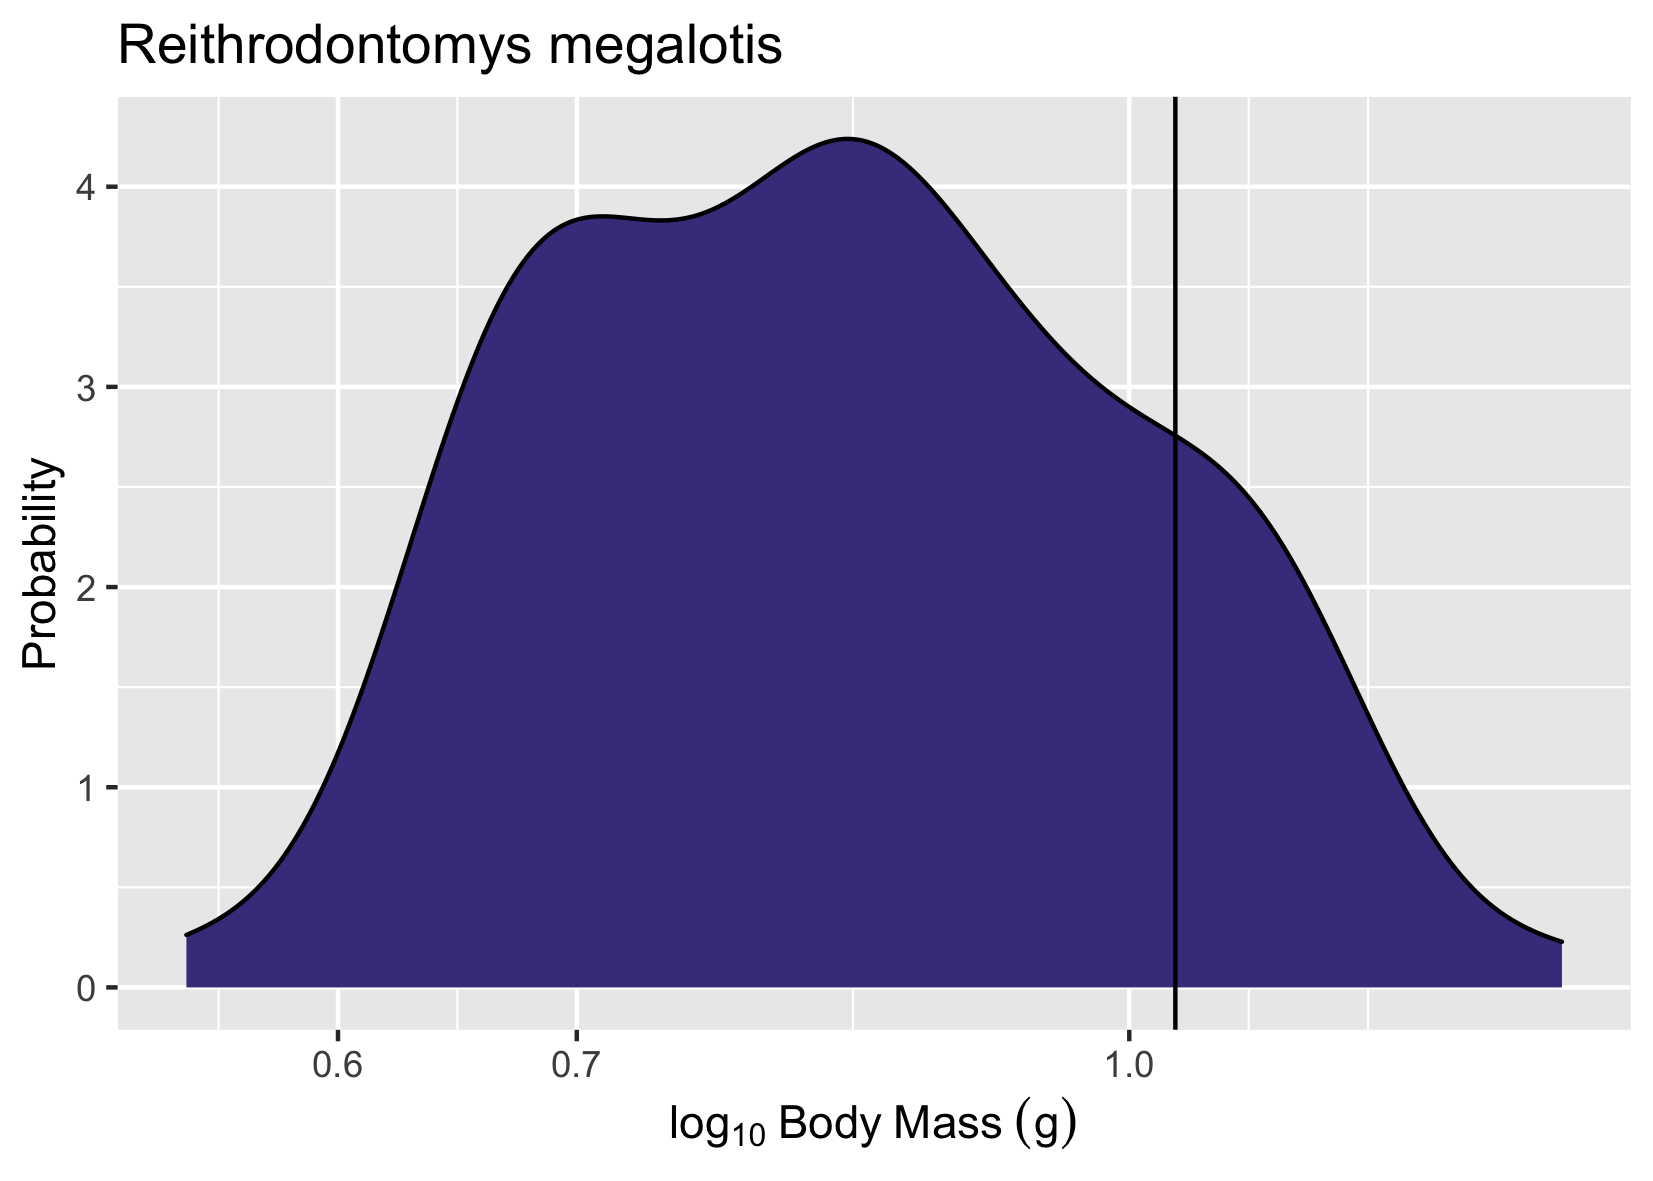 Reithrodontomys megalotis
Probability
4
3
2
1
0
0.6 0.7 1.0
log₁₀ Body Mass (g)